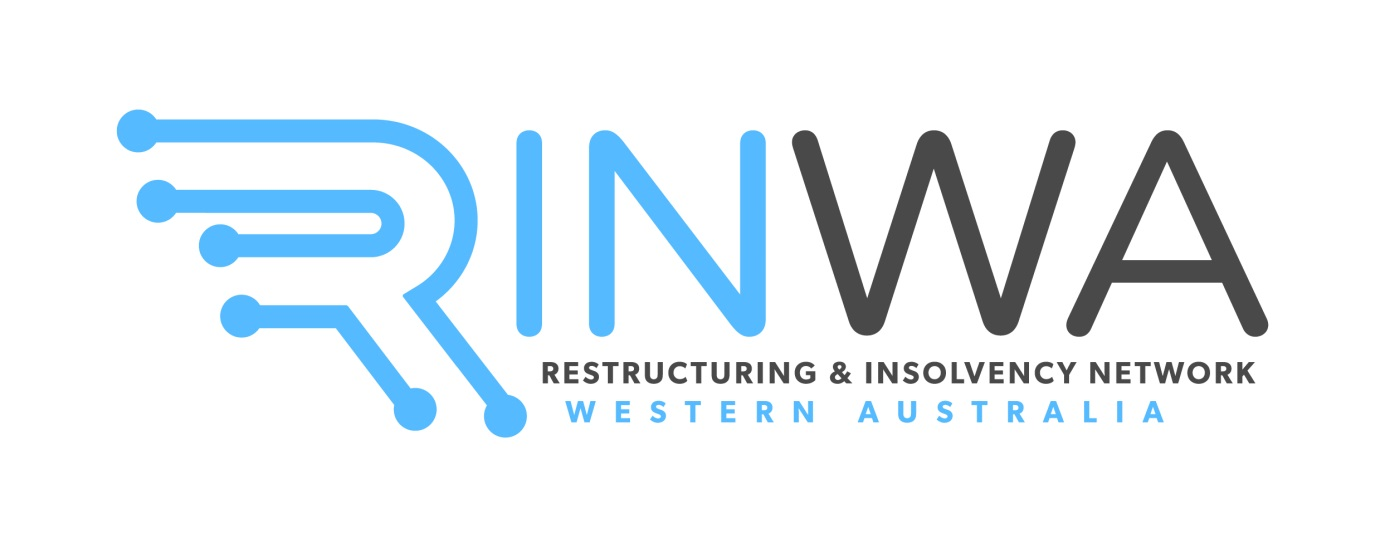 RINWA
RESTRUCTURING & INSOLVENCY NETWORK
WESTERN AUSTRALIA